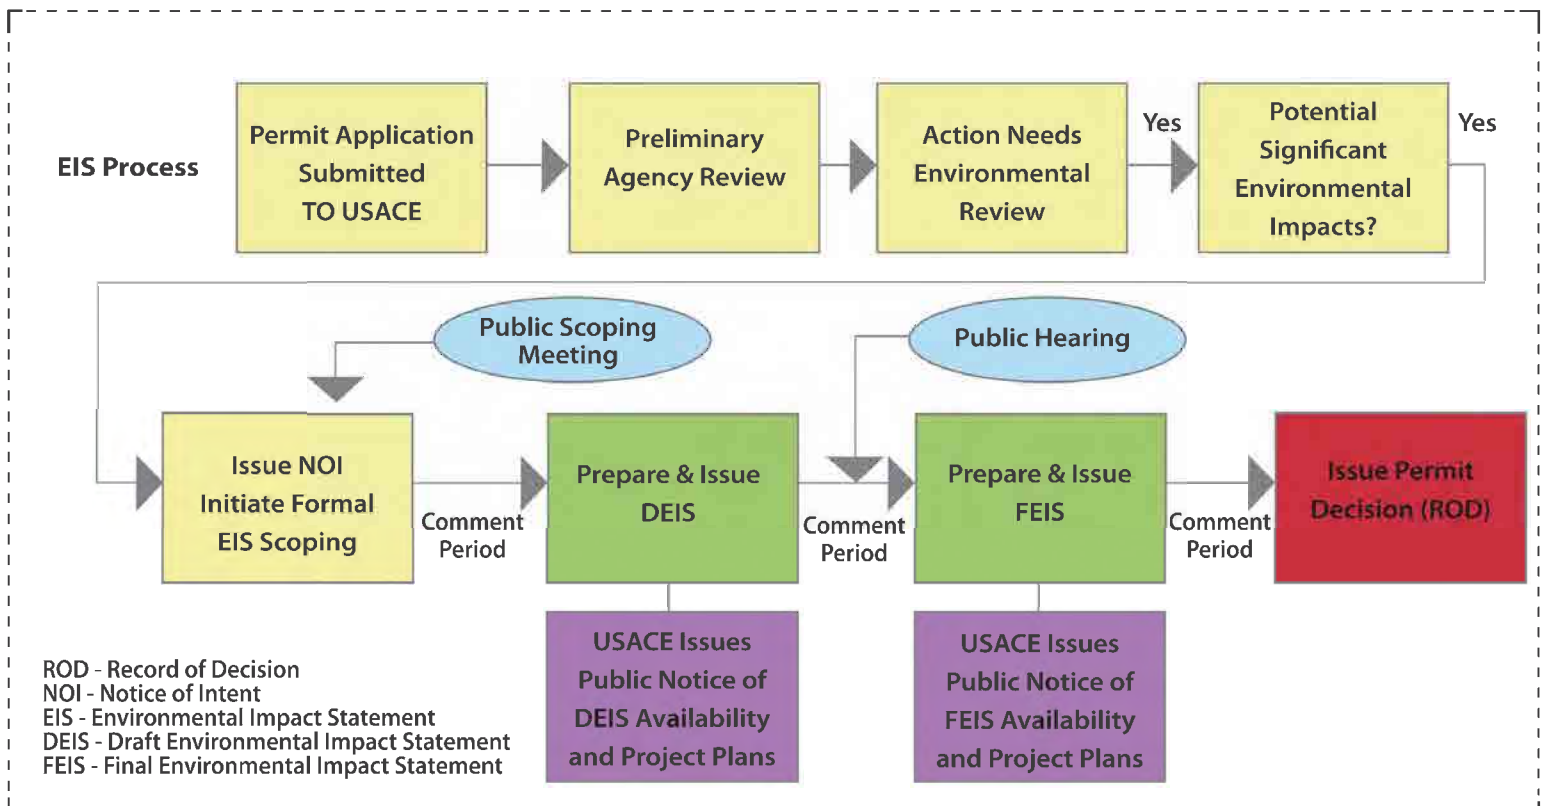 EIS Process
Permit Application
Submitted
TO USACE
Preliminary
Agency Review
Action Needs
Environmental
Review
Yes
Potential
Significant
Environmental
Impacts?
Yes
Public Scoping
Meeting
Public Hearing
Issue NOI
Initiate Formal
EIS Scoping
Comment
Period
Prepare & Issue
DEIS
Comment
Period
Prepare & Issue
FEIS
Comment
Period
Issue Permit
Decision (ROD)
USACE Issues
Public Notice of
DEIS Availability
and Project Plans
USACE Issues
Public Notice of
FEIS Availability
and Project Plans
ROD - Record of Decision
NOI - Notice of Intent
EIS - Environmental Impact Statement
DEIS - Draft Environmental Impact Statement
FEIS - Final Environmental Impact Statement